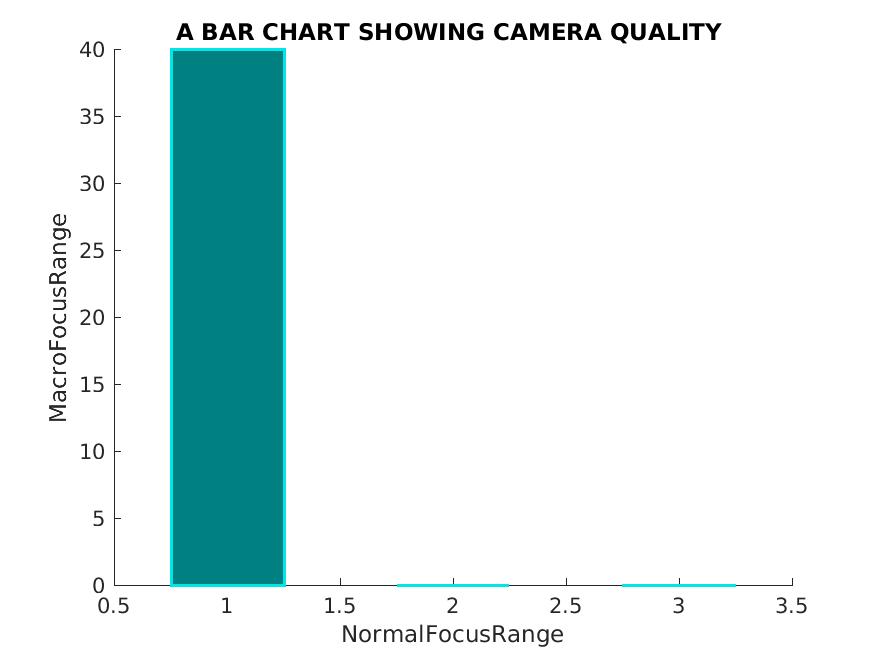 A BAR CHART SHOWING CAMERA QUALITY
40
35
30
25
20
15
10
5
0
MacroFocusRange
0.5 1 1.5 2 2.5 3 3.5
NormalFocusRange